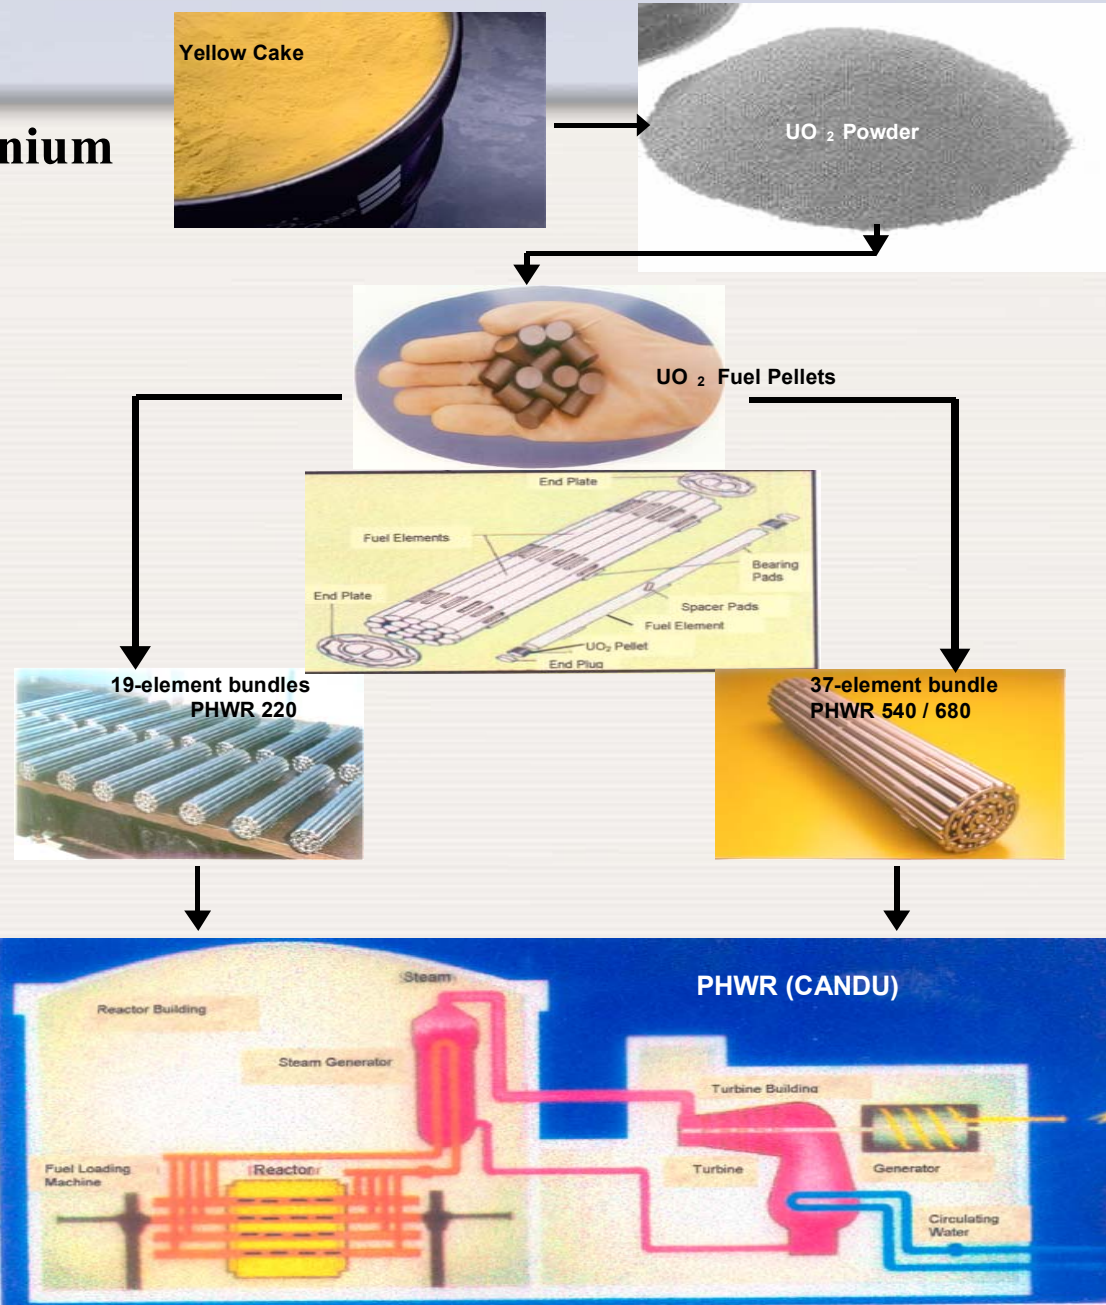 Yellow Cake
UO 2 Powder
nium
UO 2 Fuel Pellets
End Plate
Fuel Elements
Bearing
Pads
End Plate
Spacer Pads
Fuel Element
UO2 Pellet
End Plug
19-element bundles
PHWR 220
37-element bundle
PHWR 540 / 680
PHWR (CANDU)
Steam
Reactor Building
Steam Generator
Turbine Building
Fuel Loading
Machine
Reactor
Turbine
Generator
Circulating
Water